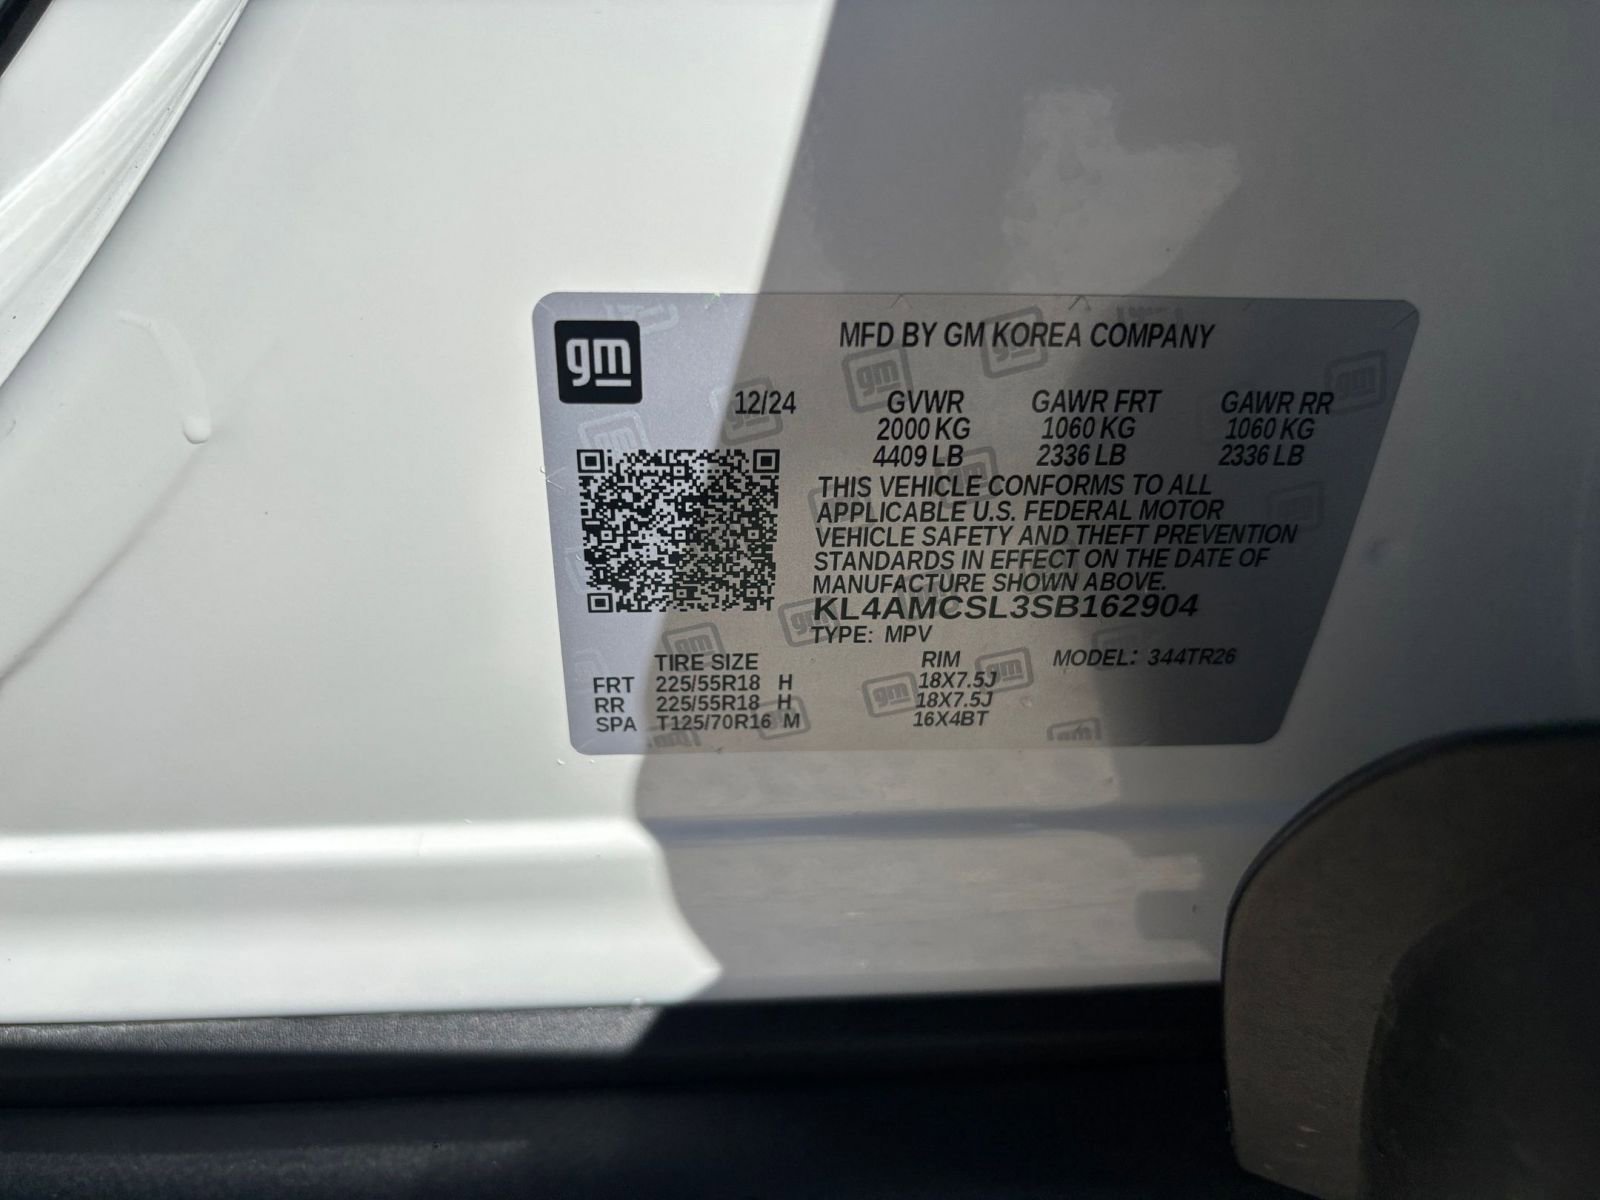 gm
MFD BY GM KOREA COMPANY
12/24 GVWR GAWR FRT GAWR RR
2000 KG 1060 KG 1060 KG
4409 LB 2336 LB 2336 LB
THIS VEHICLE CONFORMS TO ALL
APPLICABLE U.S. FEDERAL MOTOR
VEHICLE SAFETY AND THEFT PREVENTION
STANDARDS IN EFFECT ON THE DATE OF
MANUFACTURE SHOWN ABOVE.
KL4AMCSL3SB162904
TYPE: MPV
TIRE SIZE RIM MODEL: 344TR26
FRT 225/55R18 H 18X7.5J
RR 225/55R18 H 18X7.5J
SPA T125/70R16 M 16X4BT